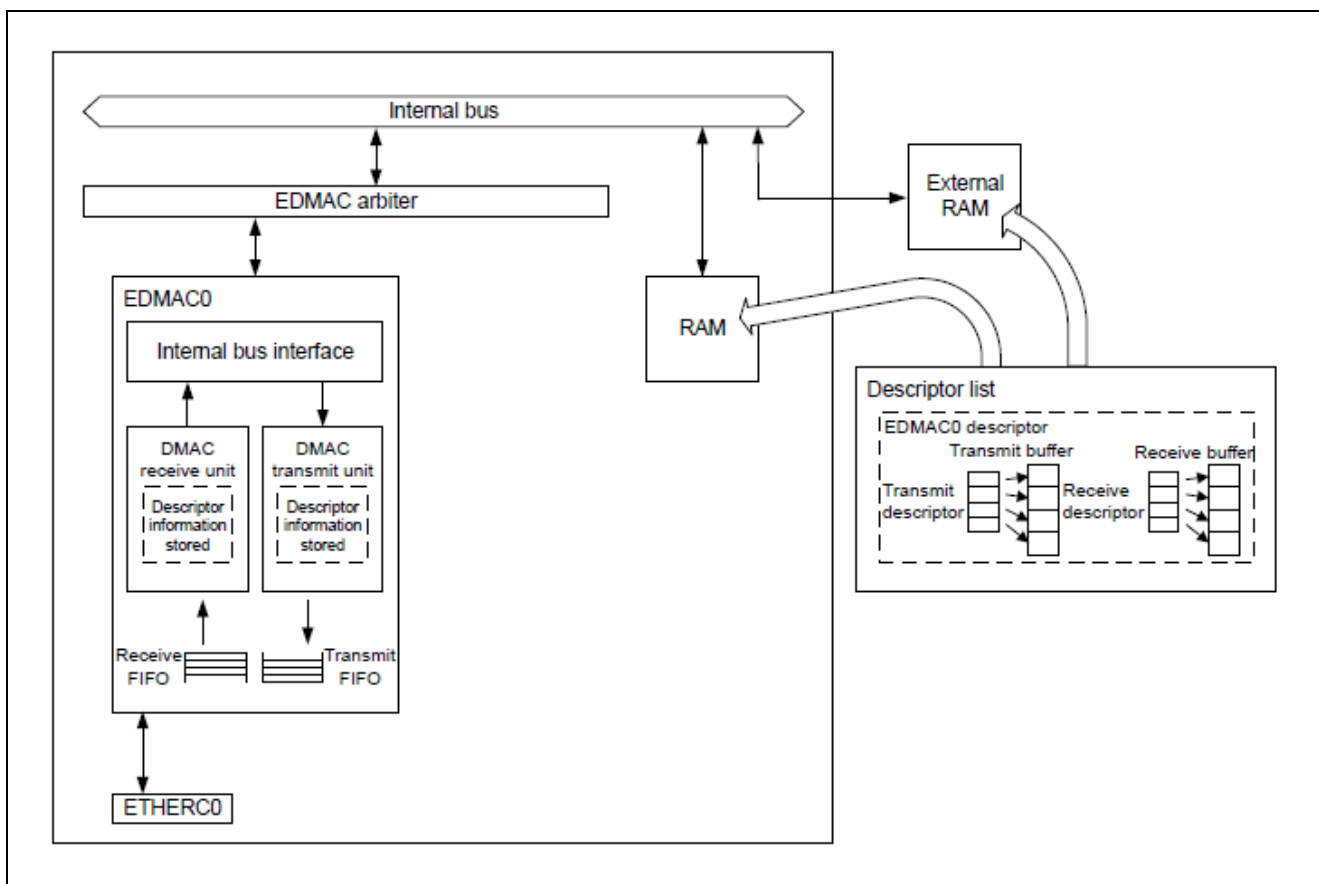 Internal bus
EDMAC arbiter
External
RAM
EDMAC0
Internal bus interface
RAM
DMAC
receive unit
Descriptor
information
stored
DMAC
transmit unit
Descriptor
information
stored
Receive
FIFO
Transmit
FIFO
ETHERC0
Descriptor list
EDMAC0 descriptor
Transmit buffer
Receive buffer
Transmit
descriptor
Receive
descriptor